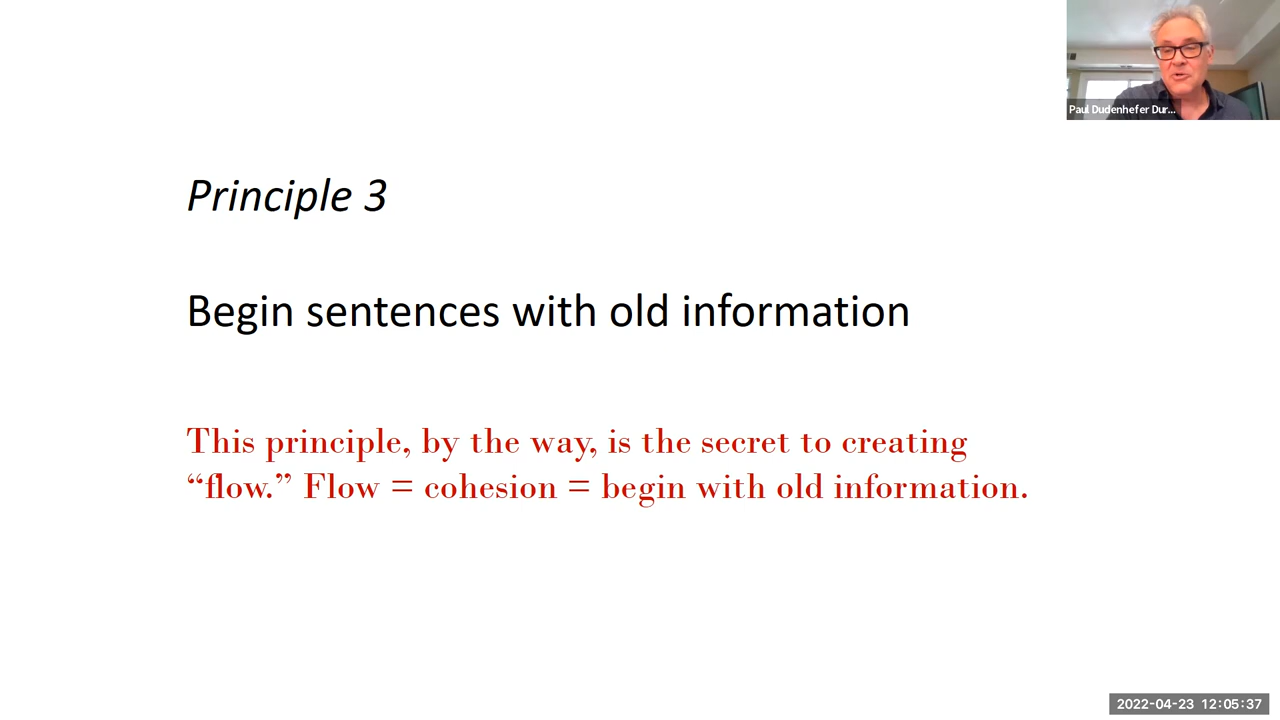 Paul Dudenhefer Dur...
Principle 3
Begin sentences with old information
This principle, by the way, is the secret to creating
“flow.” Flow = cohesion = begin with old information.
2022-04-23 12:05:37